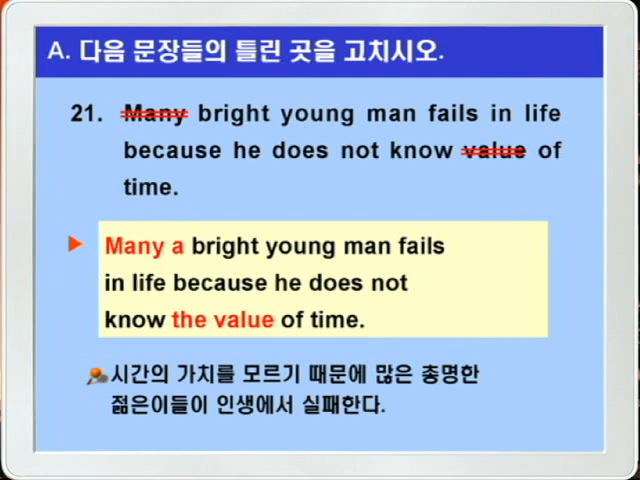 A. 다음 문장들의 틀린 곳을 고치시오.
21. Many bright young man fails in life
because he does not know value of
time.
Many a bright young man fails
in life because he does not
know the value of time.
시간의 가치를 모르기 때문에 많은 총명한
젊은이들이 인생에서 실패한다.